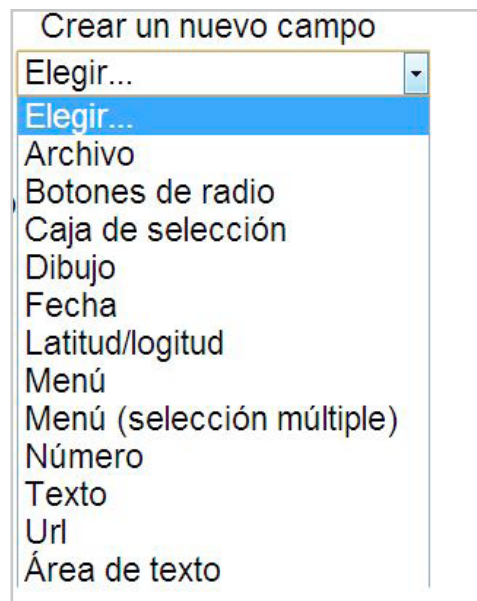 Crear un nuevo campo
Elegir...
Elegir...
Archivo
Botones de radio
Caja de selección
Dibujo
Fecha
Latitud/logitud
Menú
Menú (selección múltiple)
Número
Texto
Url
Área de texto